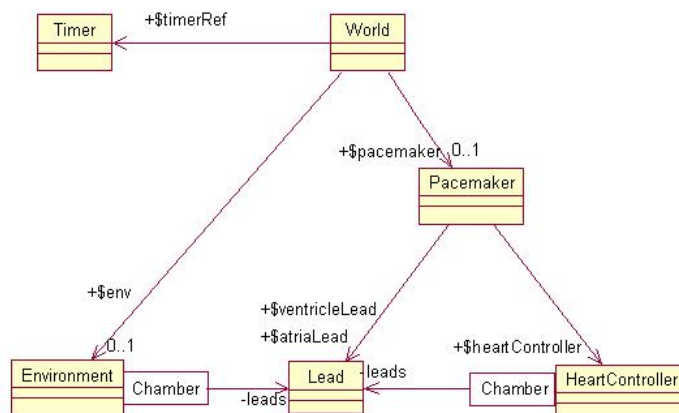 Timer
+$timerRef
World
+$pacemaker
0..1
Pacemaker
+$env
0..1
+$ventricleLead
+$atriaLead
+$heartController
Environment
Chamber
-leads
Lead
-leads
Chamber
HeartController